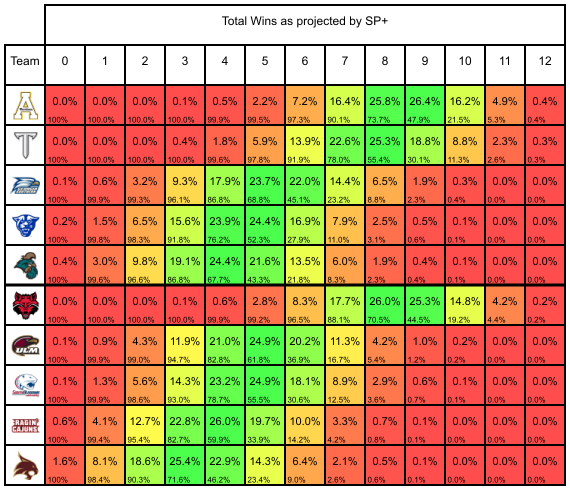 Total Wins as projected by SP+
Team 0 1 2 3 4 5 6 7 8 9 10 11 12
A 0.0% 0.0% 0.0% 0.1% 0.5% 2.2% 7.2% 16.4% 25.8% 26.4% 16.2% 4.9% 0.4%
100% 100.0% 100.0% 100.0% 99.9% 99.5% 97.3% 90.1% 73.7% 47.9% 21.5% 5.3% 0.4%
T 0.0% 0.0% 0.0% 0.4% 1.8% 5.9% 13.9% 22.6% 25.3% 18.8% 8.8% 2.3% 0.3%
100% 100.0% 100.0% 100.0% 99.6% 97.8% 91.9% 78.0% 55.4% 30.1% 11.3% 2.6% 0.3%
0.1% 0.6% 3.2% 9.3% 17.9% 23.7% 22.0% 14.4% 6.5% 1.9% 0.3% 0.0% 0.0%
100% 99.9% 99.3% 96.1% 86.8% 68.8% 45.1% 23.2% 8.8% 2.3% 0.4% 0.0% 0.0%
0.2% 1.5% 6.5% 15.6% 23.9% 24.4% 16.9% 7.9% 2.5% 0.5% 0.1% 0.0% 0.0%
100% 99.8% 98.3% 91.8% 76.2% 52.3% 27.9% 11.0% 3.1% 0.6% 0.1% 0.0% 0.0%
0.4% 3.0% 9.8% 19.1% 24.4% 21.6% 13.5% 6.0% 1.9% 0.4% 0.1% 0.0% 0.0%
100% 99.6% 96.6% 86.8% 67.7% 43.3% 21.8% 8.3% 2.3% 0.4% 0.1% 0.0% 0.0%
0.0% 0.0% 0.0% 0.1% 0.6% 2.8% 8.3% 17.7% 26.0% 25.3% 14.8% 4.2% 0.2%
100% 100.0% 100.0% 100.0% 99.9% 99.2% 96.5% 88.1% 70.5% 44.5% 19.2% 4.4% 0.2%
ULM 0.1% 0.9% 4.3% 11.9% 21.0% 24.9% 20.2% 11.3% 4.2% 1.0% 0.2% 0.0% 0.0%
100% 99.9% 99.0% 94.7% 82.8% 61.8% 36.9% 16.7% 5.4% 1.2% 0.2% 0.0% 0.0%
0.1% 1.3% 5.6% 14.3% 23.2% 24.9% 18.1% 8.9% 2.9% 0.6% 0.1% 0.0% 0.0%
100% 99.9% 98.6% 93.0% 78.7% 55.5% 30.6% 12.5% 3.6% 0.7% 0.1% 0.0% 0.0%
RAGIN CAJUNS 0.6% 4.1% 12.7% 22.8% 26.0% 19.7% 10.0% 3.3% 0.7% 0.1% 0.0% 0.0% 0.0%
100% 99.4% 95.4% 82.7% 59.9% 33.9% 14.2% 4.2% 0.8% 0.1% 0.0% 0.0% 0.0%
1.6% 8.1% 18.6% 25.4% 22.9% 14.3% 6.4% 2.1% 0.5% 0.1% 0.0% 0.0% 0.0%
100% 98.4% 90.3% 71.6% 46.2% 23.4% 9.0% 2.6% 0.6% 0.1% 0.0% 0.0% 0.0%